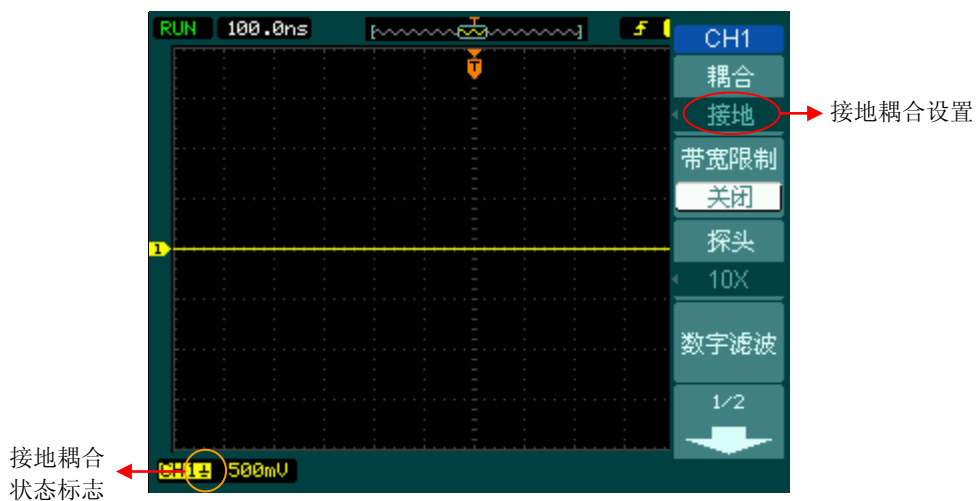 RUN 100.0ns
T
CH1
耦合
接地
接地耦合设置
带宽限制
关闭
1
探头
10X
数字滤波
1/2
接地耦合
状态标志
CH1 500mV